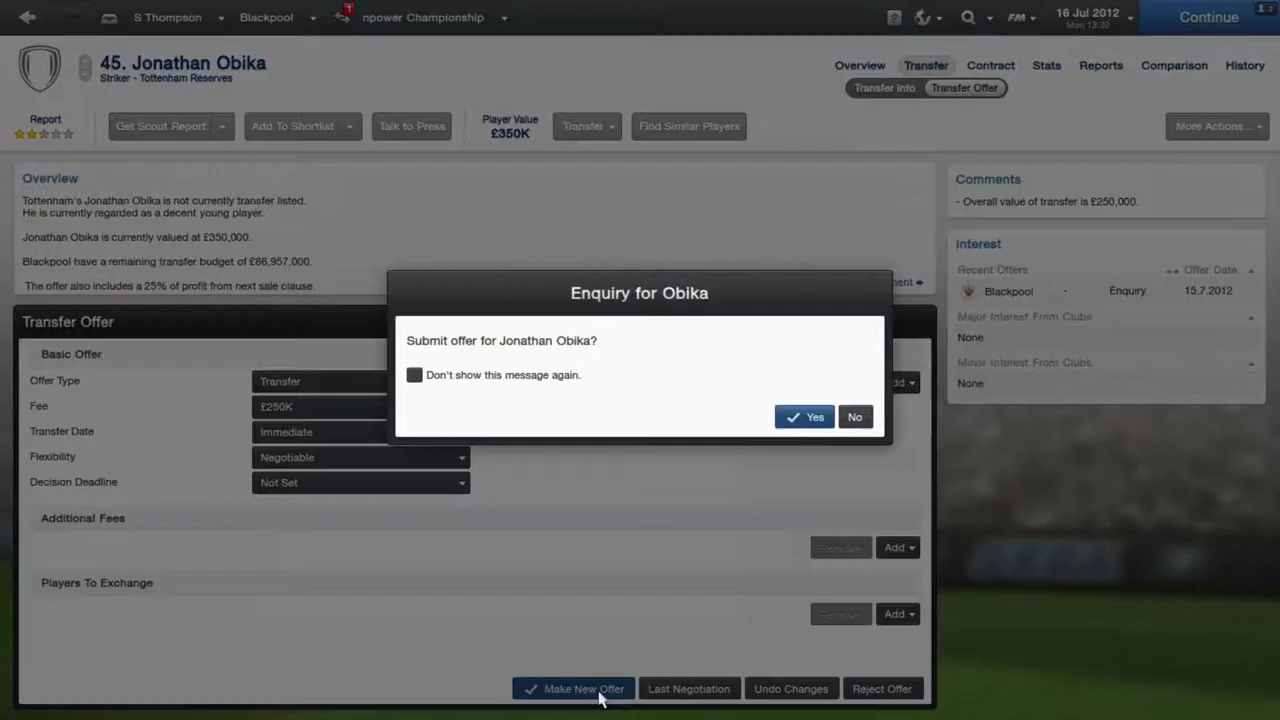 S Thompson
Blackpool
1
npower Championship
?
FM
16 Jul 2012
Mon 13:30
Continue
2
45. Jonathan Obika
Striker - Tottenham Reserves
Overview
Transfer
Contract
Stats
Reports
Comparison
History
Transfer Info
Transfer Offer
Report
Get Scout Report
Add To Shortlist
Talk to Press
Player Value
£350K
Transfer
Find Similar Players
More Actions...
Overview
Tottenham's Jonathan Obika is not currently transfer listed.
He is currently regarded as a decent young player.
Jonathan Obika is currently valued at £350,000.
Blackpool have a remaining transfer budget of £86,957,000.
The offer also includes a 25% of profit from next sale clause.
Comments
- Overall value of transfer is £250,000.
Interest
Recent Offers
Offer Date
Blackpool
-
Enquiry
15.7.2012
Major Interest From Clubs
None
Minor Interest From Clubs
None
Enquiry for Obika
Submit offer for Jonathan Obika?
Don't show this message again.
Yes
No
Transfer Offer
Basic Offer
Offer Type
Transfer
Fee
£250K
Transfer Date
Immediate
Flexibility
Negotiable
Decision Deadline
Not Set
Additional Fees
Remove
Add
Players To Exchange
Remove
Add
Make New Offer
Last Negotiation
Undo Changes
Reject Offer